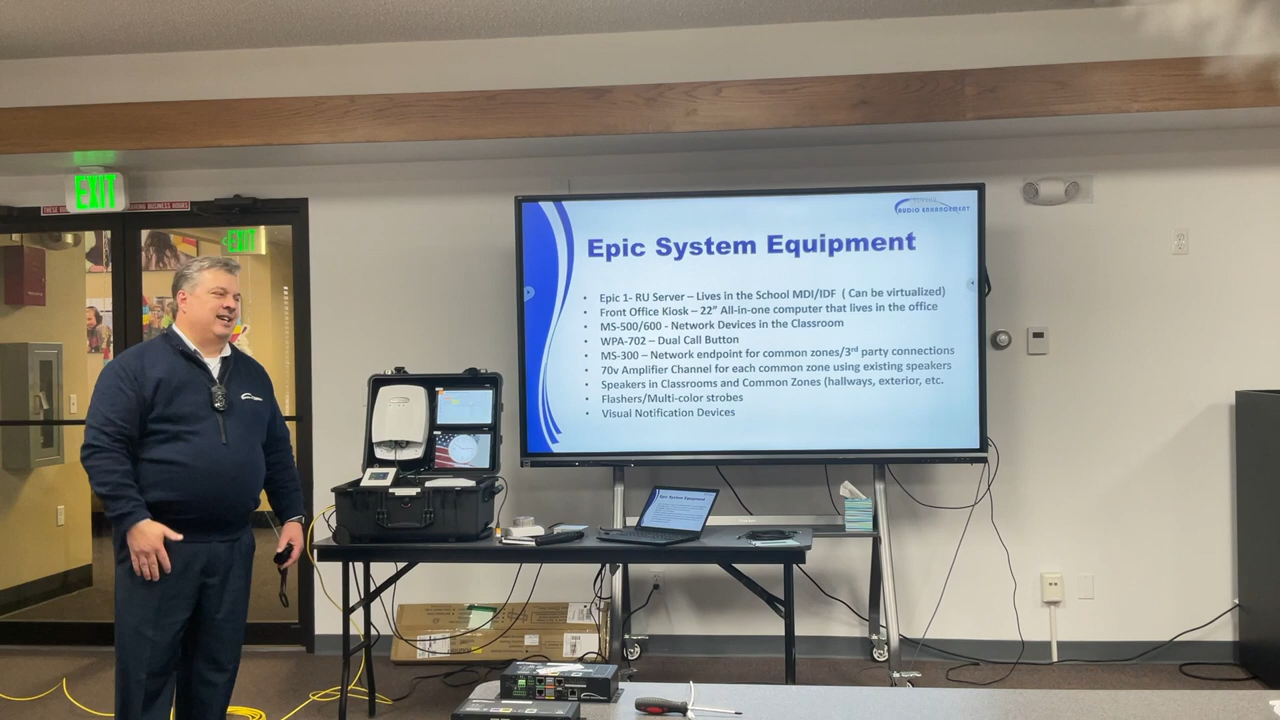 EXIT
EXIT
AUDIO ENHANCEMENT
Epic System Equipment
• Epic 1- RU Server – Lives in the School MDI/IDF ( Can be virtualized)
• Front Office Kiosk – 22” All-in-one computer that lives in the office
• MS-500/600 - Network Devices in the Classroom
• WPA-702 – Dual Call Button
• MS-300 – Network endpoint for common zones/3rd party connections
• 70v Amplifier Channel for each common zone using existing speakers
• Speakers in Classrooms and Common Zones (hallways, exterior, etc.
• Flashers/Multi-color strobes
• Visual Notification Devices
Epic System Equipment